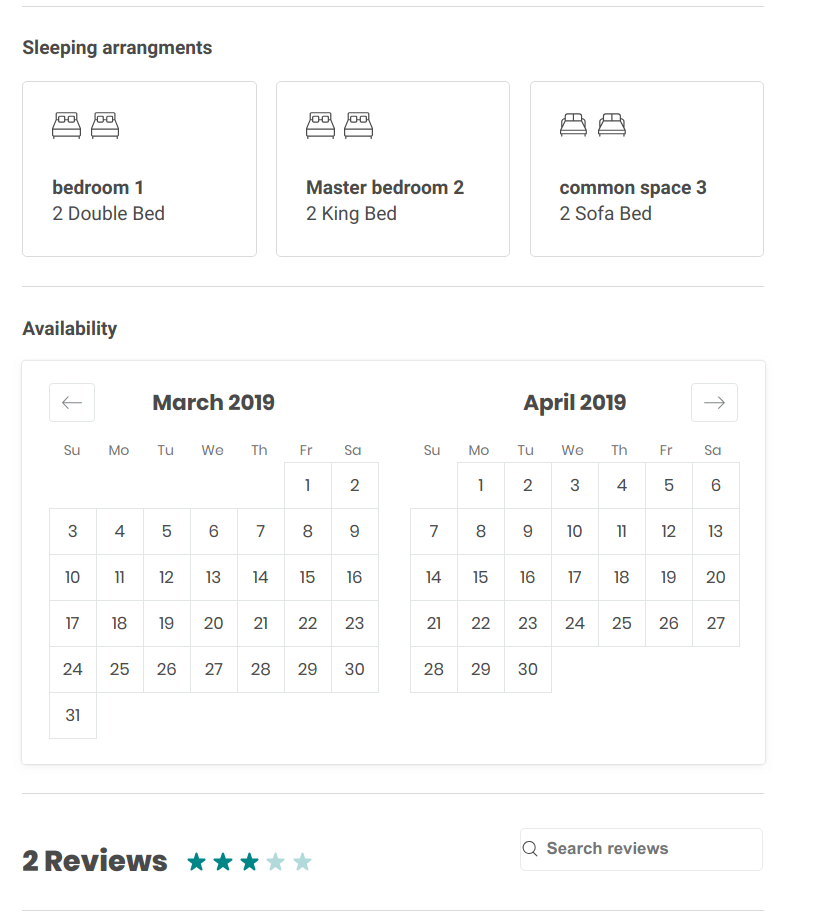 Sleeping arrangments
bedroom 1 Master bedroom 2 common space 3
2 Double Bed 2 King Bed 2 Sofa Bed
Availability
March 2019 April 2019
Su Mo Tu We Th Fr Sa Su Mo Tu We Th Fr Sa
1 2 1 2 3 4 5 6
3 4 5 6 7 8 9 7 8 9 10 11 12 13
10 11 12 13 14 15 16 14 15 16 17 18 19 20
17 18 19 20 21 22 23 21 22 23 24 25 26 27
24 25 26 27 28 29 30 28 29 30
31
2 Reviews Search reviews